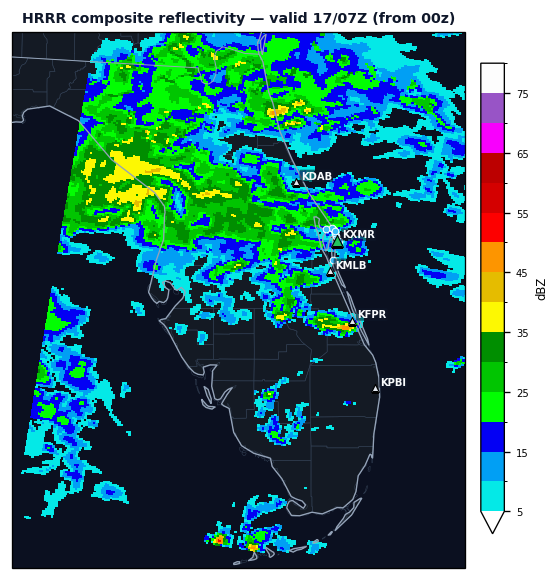 HRRR composite reflectivity — valid 17/07Z (from 00z)
75
65
55
45
35
25
15
5
dBZ
KDAB
KXMR
KMLB
KFPR
KPBI